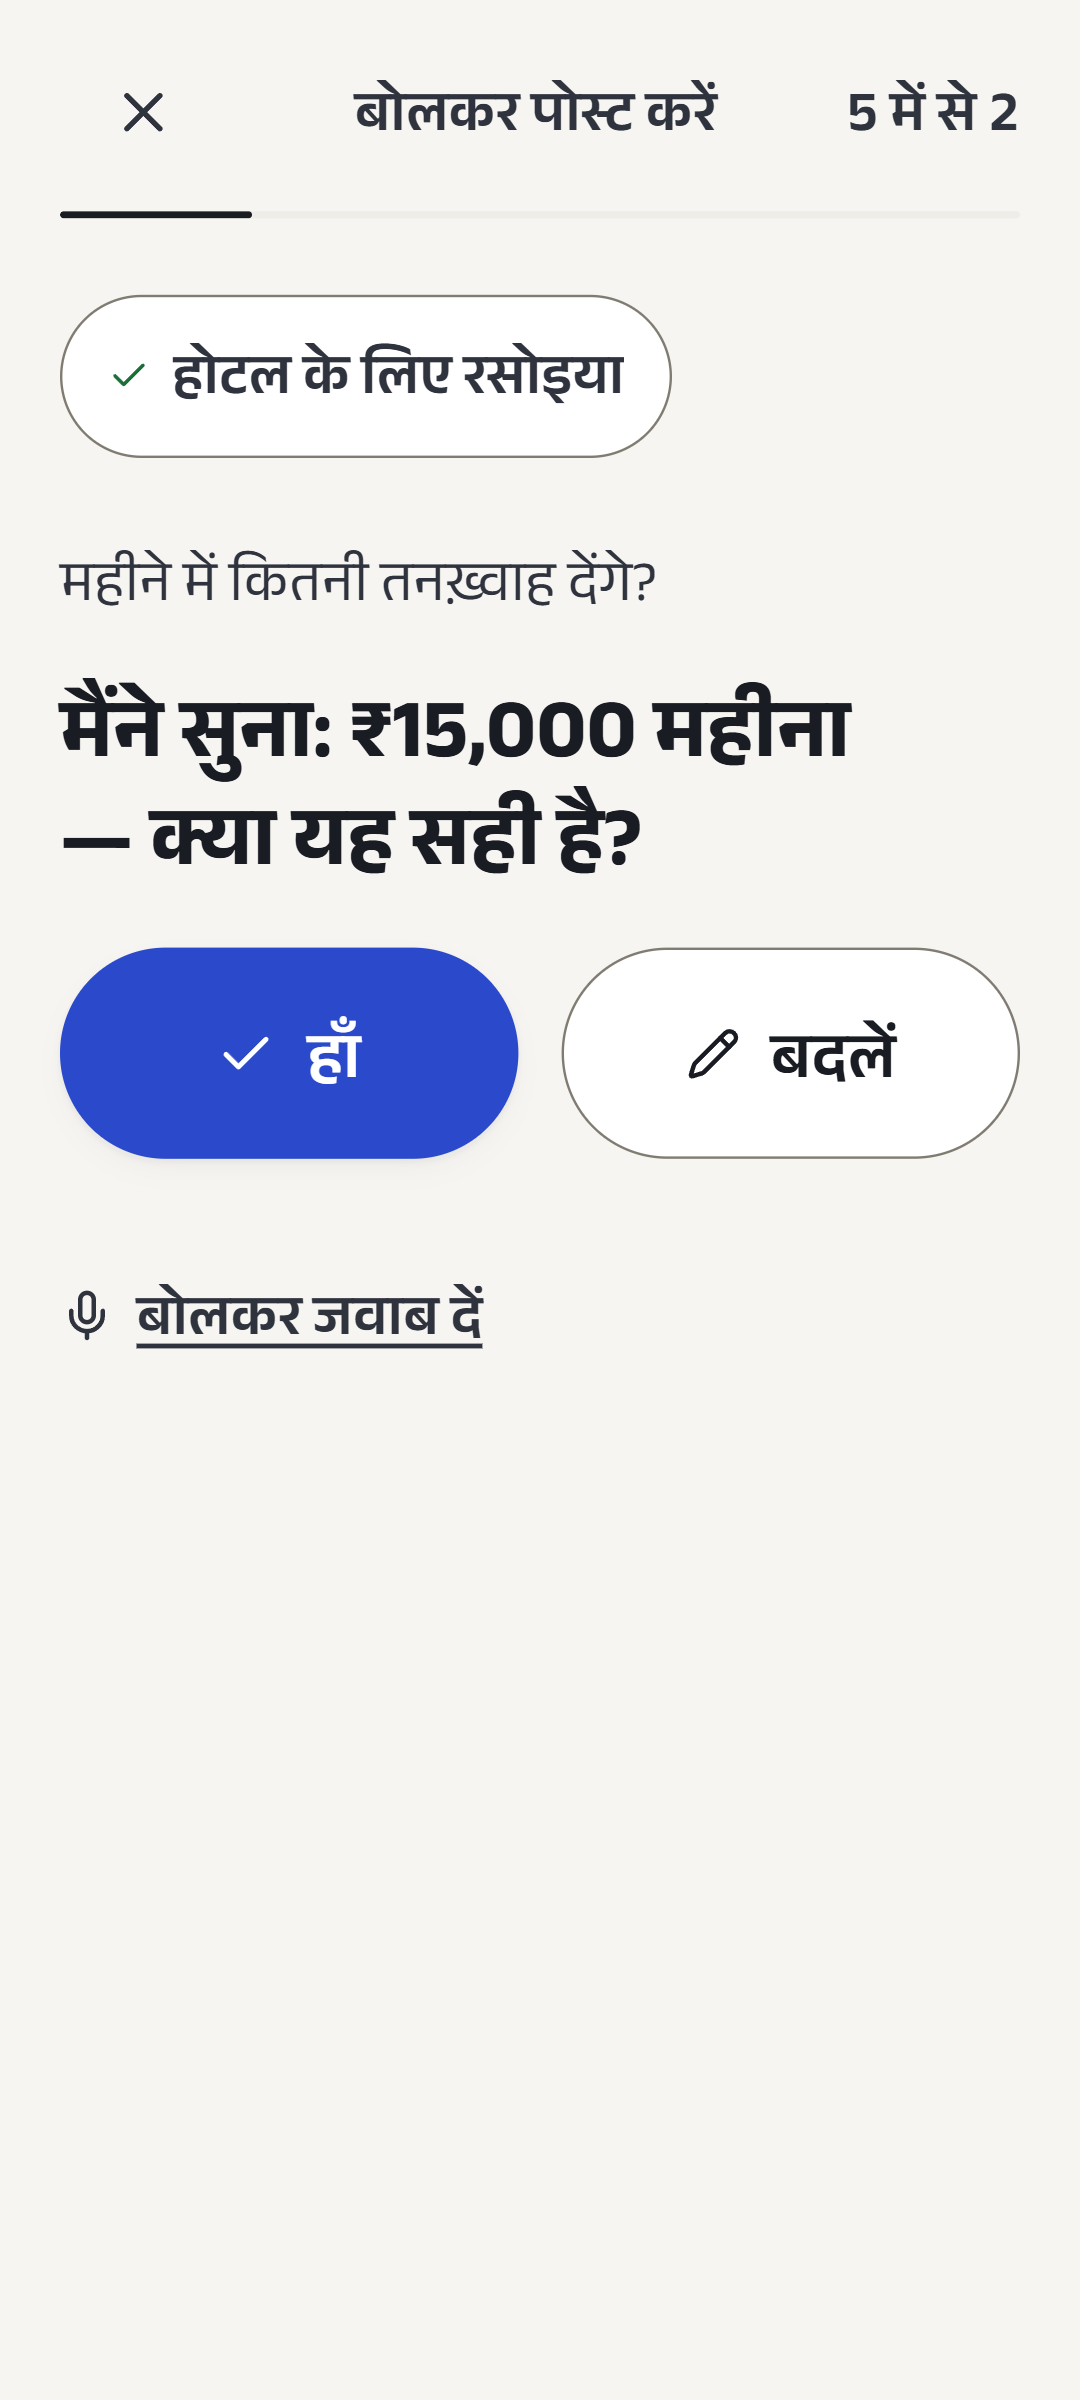 बोलकर पोस्ट करें
5 में से 2
होटल के लिए रसोइया
महीने में कितनी तनख़्वाह देंगे?
मैंने सुना: ₹15,000 महीना
— क्या यह सही है?
हाँ
बदलें
बोलकर जवाब दें